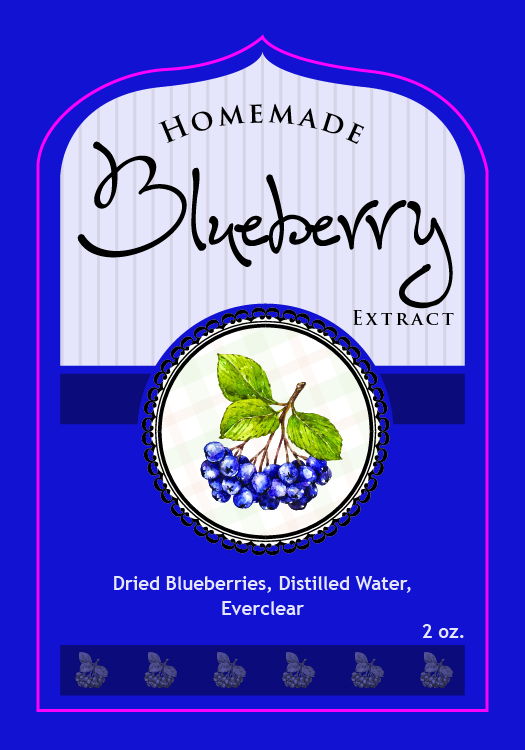 HOMEMADE
Blueberry
EXTRACT
Dried Blueberries, Distilled Water,
Everclear
2 oz.